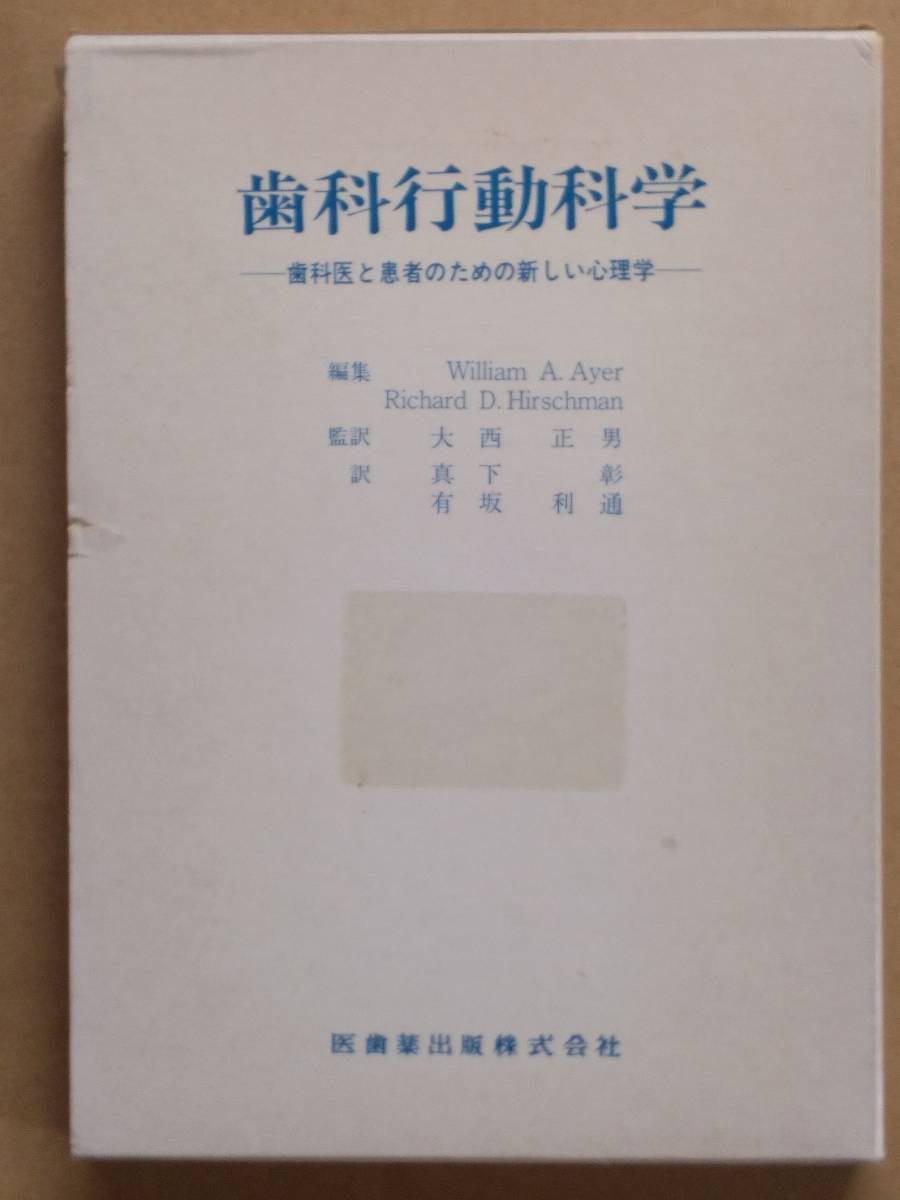 歯科行動科学
──歯科医と患者のための新しい心理学──
編集 William A. Ayer
Richard D. Hirschman
監訳 大西正男
訳 真下彰
有坂利通
医歯薬出版株式会社